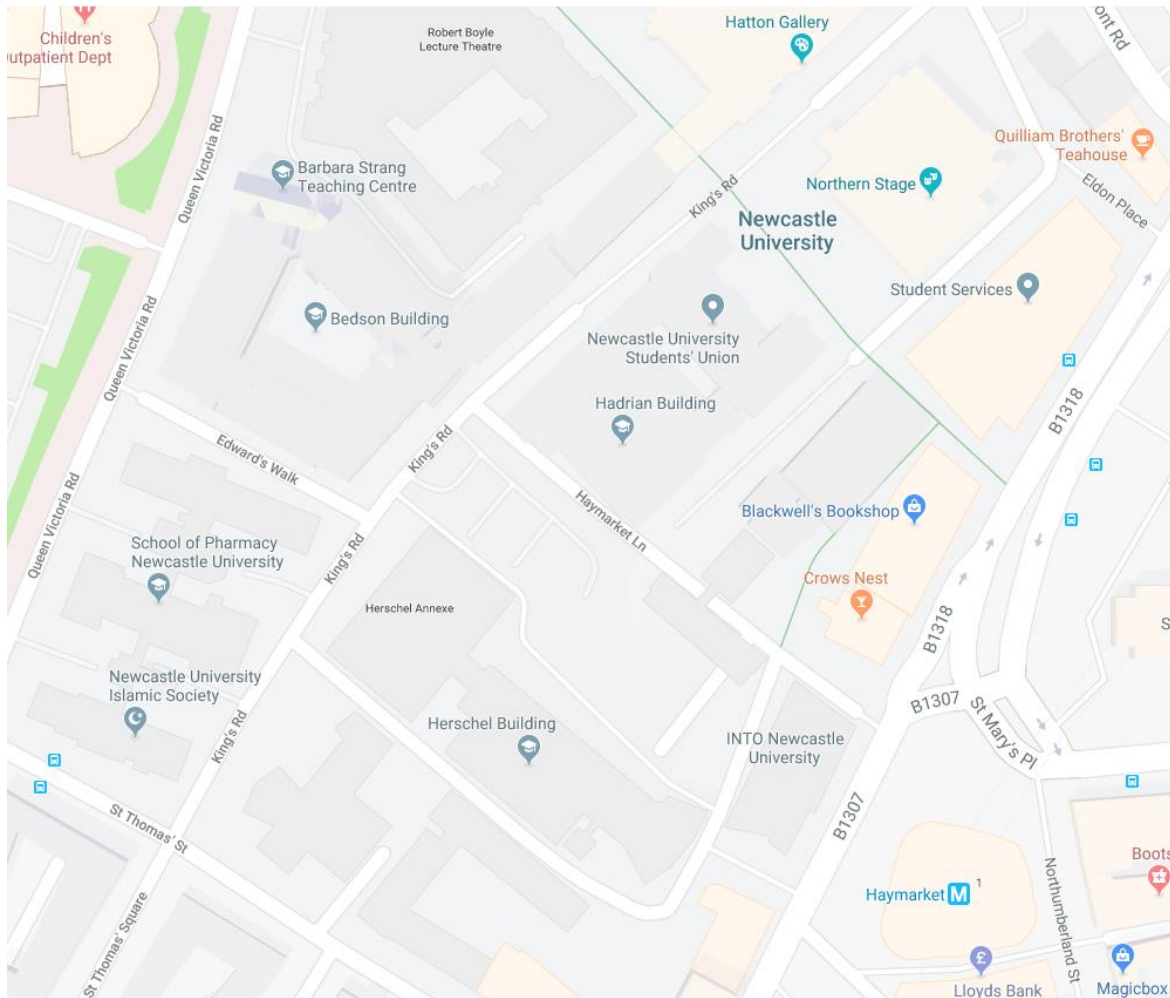 Hatton Gallery
Robert Boyle
Lecture Theatre
Children's
utpatient Dept
ont Rd
Quilliam Brothers'
Teahouse
Barbara Strang
Teaching Centre
Queen Victoria Rd
Northern Stage
King's Rd
Eldon Place
Newcastle
University
Student Services
Bedson Building
Newcastle University
Students' Union
Queen Victoria Rd
B1318
Hadrian Building
King's Rd
Edward's Walk
Queen Victoria Rd
Haymarket Ln
Blackwell's Bookshop
School of Pharmacy
Newcastle University
King's Rd
Crows Nest
Herschel Annexe
B1318
S
Newcastle University
Islamic Society
B1307
St Mary's Pl
King's Rd
Herschel Building
INTO Newcastle
University
St Thomas' St
B1307
Boots
Haymarket M 1
Northumberland St
St Thomas' Square
£
Lloyds Bank
Magicbox